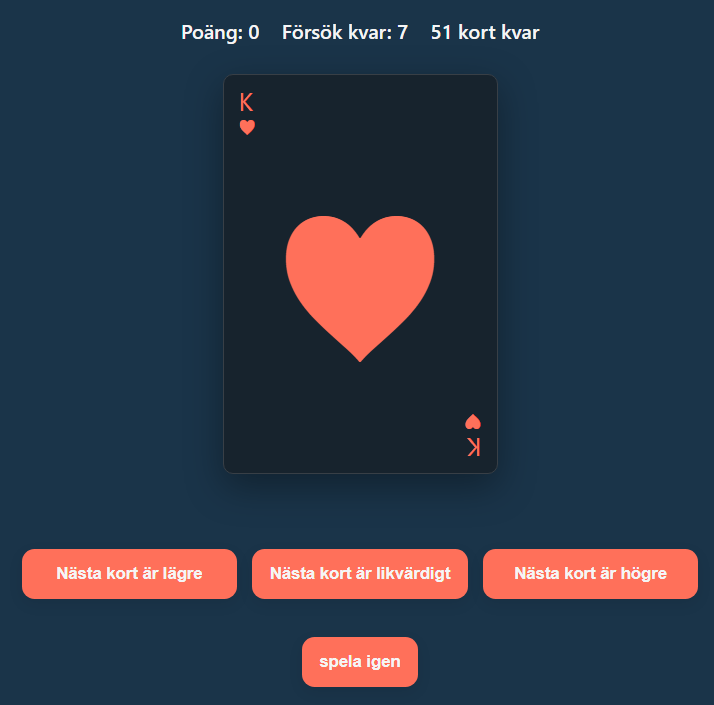 Poäng: 0 Försök kvar: 7 51 kort kvar
K
K
Nästa kort är lägre Nästa kort är likvärdigt Nästa kort är högre
spela igen